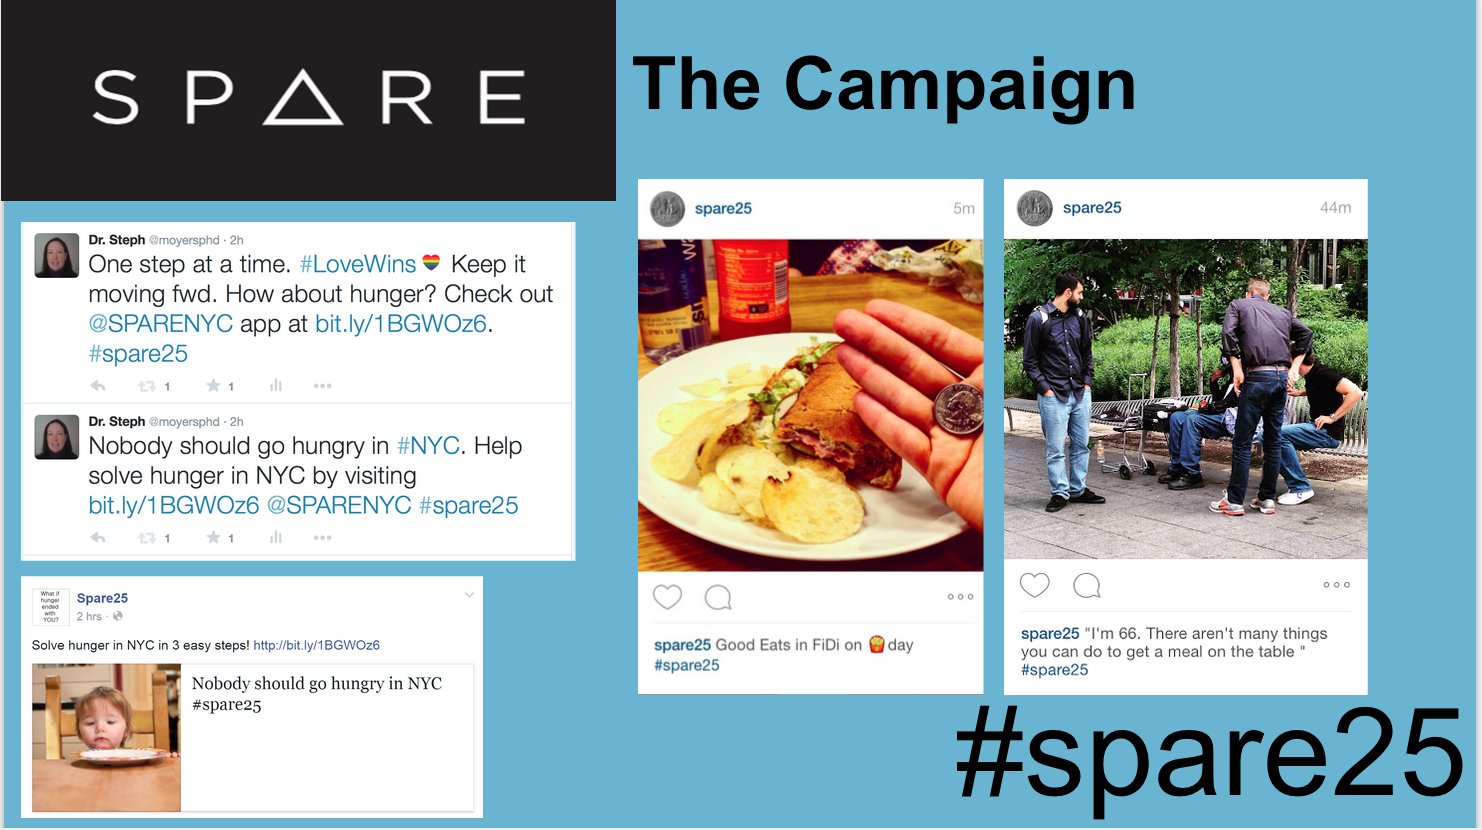 SPARE
The Campaign
Dr. Steph @moyersphd · 2h
One step at a time. #LoveWins Keep it
moving fwd. How about hunger? Check out
@SPARENYC app at bit.ly/1BGWOz6.
#spare25
1 1
Dr. Steph @moyersphd · 2h
Nobody should go hungry in #NYC. Help
solve hunger in NYC by visiting
bit.ly/1BGWOz6 @SPARENYC #spare25
1 1
What if
hunger
ended
with
YOU?
Spare25
2 hrs ·
Solve hunger in NYC in 3 easy steps! http://bit.ly/1BGWOz6
Nobody should go hungry in NYC
#spare25
spare25 5m
spare25 Good Eats in FiDi on 🍟day
#spare25
spare25 44m
spare25 "I'm 66. There aren't many things
you can do to get a meal on the table "
#spare25
#spare25